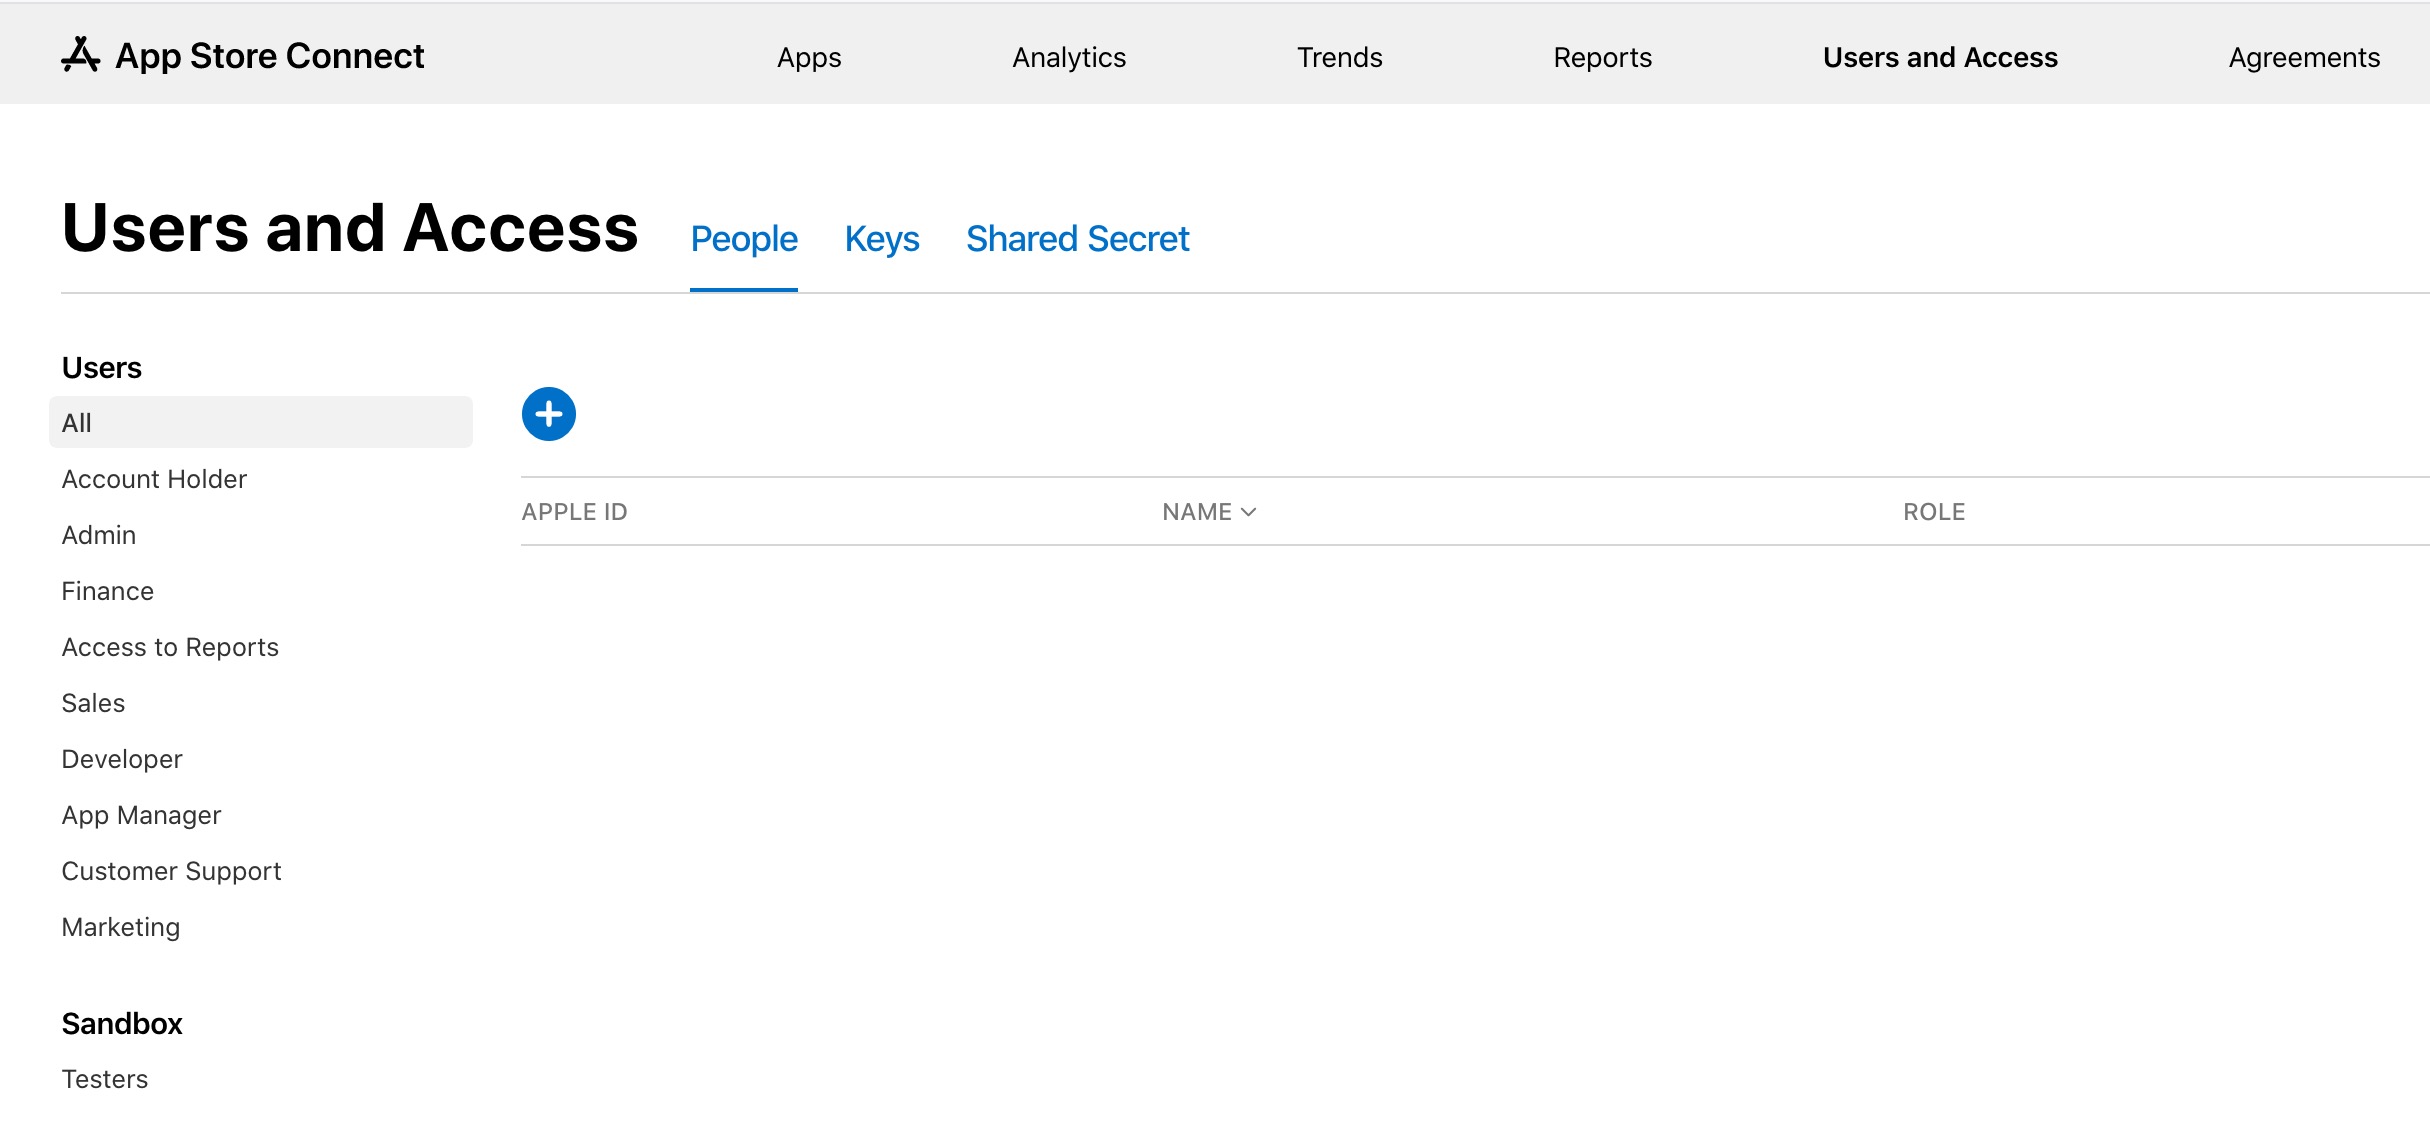 App Store Connect Apps Analytics Trends Reports Users and Access Agreements
Users and Access People Keys Shared Secret
Users
All
Account Holder
Admin
Finance
Access to Reports
Sales
Developer
App Manager
Customer Support
Marketing
Sandbox
Testers
APPLE ID NAME ROLE